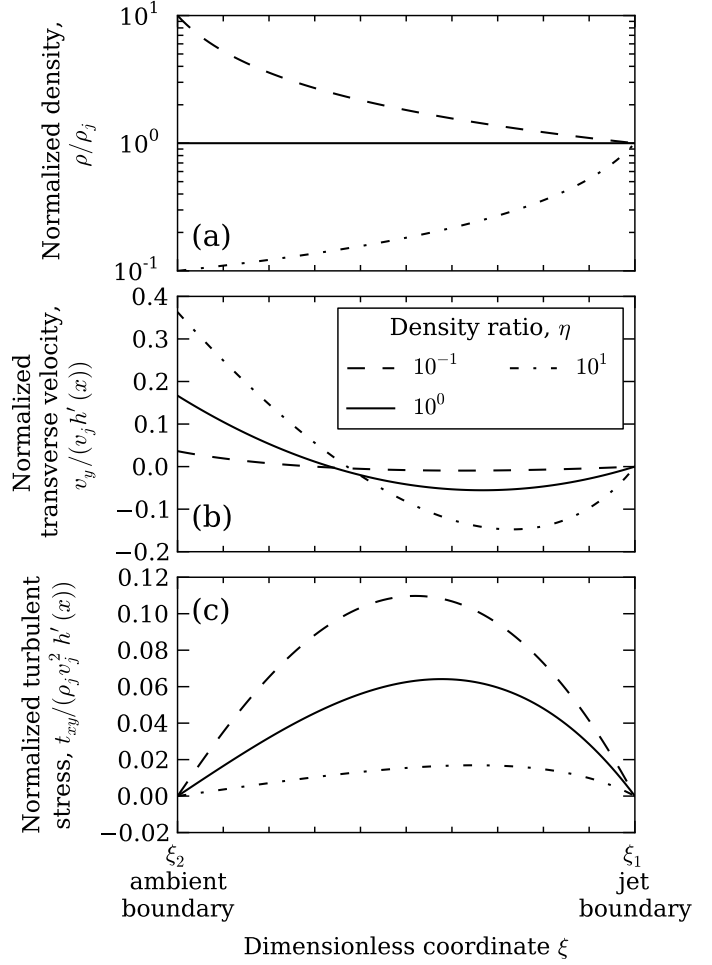 Normalized density,
ρ/ρ_j
10^1
10^0
10^-1
(a)
Normalized
transverse velocity,
v_y/(v_j h′(x))
0.4
0.3
0.2
0.1
0.0
−0.1
−0.2
(b)
Density ratio, η
10^−1
10^1
10^0
Normalized turbulent
stress, t_xy/(ρ_j v_j^2 h′(x))
0.12
0.10
0.08
0.06
0.04
0.02
0.00
−0.02
(c)
ξ_2
ambient
boundary
ξ_1
jet
boundary
Dimensionless coordinate ξ